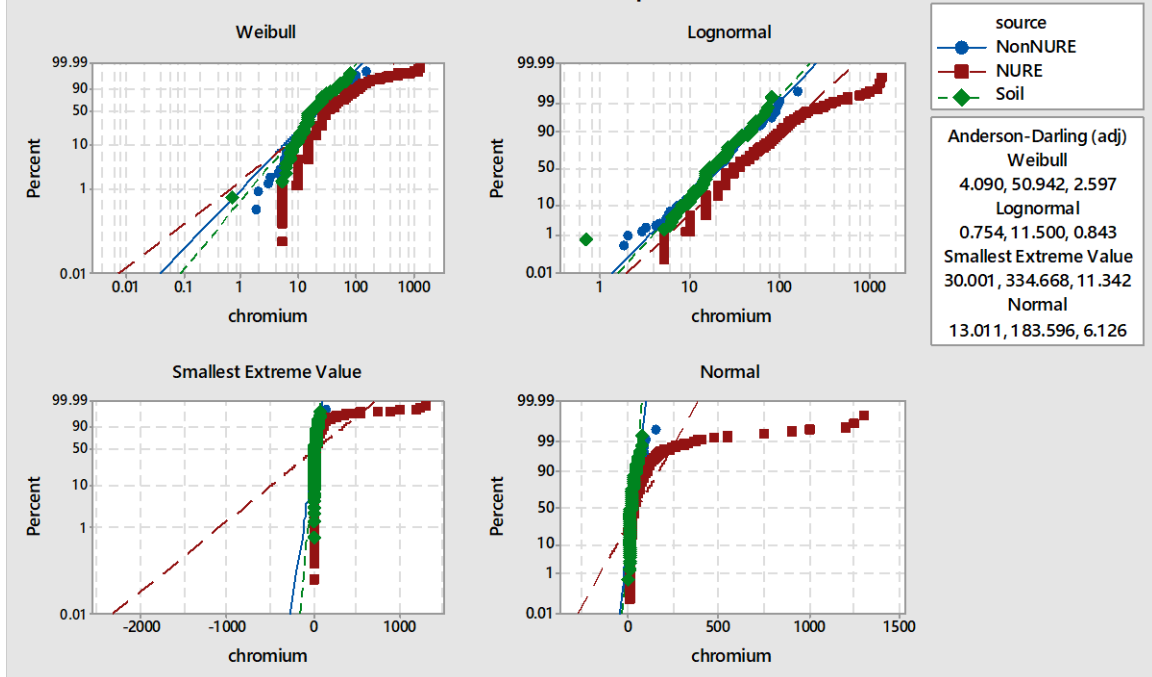 Weibull
99.99
90
50
10
1
0.01
Percent
0.01 0.1 1 10 100 1000
chromium
Lognormal
99.99
99
90
50
10
1
0.01
Percent
1 10 100 1000
chromium
source
NonNURE
NURE
Soil
Anderson-Darling (adj)
Weibull
4.090, 50.942, 2.597
Lognormal
0.754, 11.500, 0.843
Smallest Extreme Value
30.001, 334.668, 11.342
Normal
13.011, 183.596, 6.126
Smallest Extreme Value
99.99
90
50
10
1
0.01
Percent
-2000 -1000 0 1000
chromium
Normal
99.99
99
90
50
10
1
0.01
Percent
0 500 1000 1500
chromium